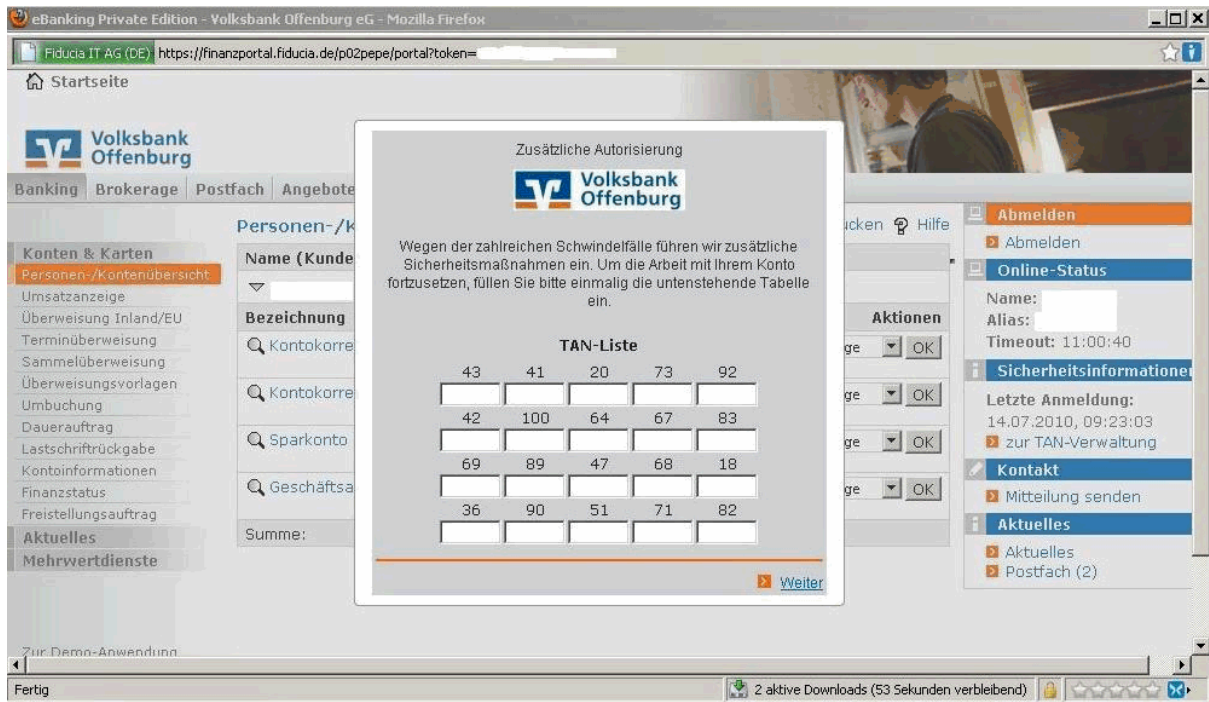 eBanking Private Edition - Volksbank Offenburg eG - Mozilla Firefox
Fiducia IT AG (DE) https://finanzportal.fiducia.de/p02pepe/portal?token=
Startseite
Volksbank
Offenburg
Banking Brokerage Postfach Angebote
Konten & Karten
Personen-/Kontenübersicht
Umsatzanzeige
Überweisung Inland/EU
Terminüberweisung
Sammelüberweisung
Überweisungsvorlagen
Umbuchung
Dauerauftrag
Lastschriftrückgabe
Kontoinformationen
Finanzstatus
Freistellungsauftrag
Aktuelles
Mehrwertdienste
Zur Demo-Anwendung
Personen-/K
ucken Hilfe
Name (Kunde
Bezeichnung Aktionen
Kontokorre ge OK
Kontokorre ge OK
Sparkonto ge OK
Geschäftsa ge OK
Summe:
Zusätzliche Autorisierung
Volksbank
Offenburg
Wegen der zahlreichen Schwindelfälle führen wir zusätzliche
Sicherheitsmaßnahmen ein. Um die Arbeit mit Ihrem Konto
fortzusetzen, füllen Sie bitte einmalig die untenstehende Tabelle
ein.
TAN-Liste
43 41 20 73 92
42 100 64 67 83
69 89 47 68 18
36 90 51 71 82
Weiter
Abmelden
Abmelden
Online-Status
Name:
Alias:
Timeout: 11:00:40
Sicherheitsinformationen
Letzte Anmeldung:
14.07.2010, 09:23:03
zur TAN-Verwaltung
Kontakt
Mitteilung senden
Aktuelles
Aktuelles
Postfach (2)
Fertig
2 aktive Downloads (53 Sekunden verbleibend)